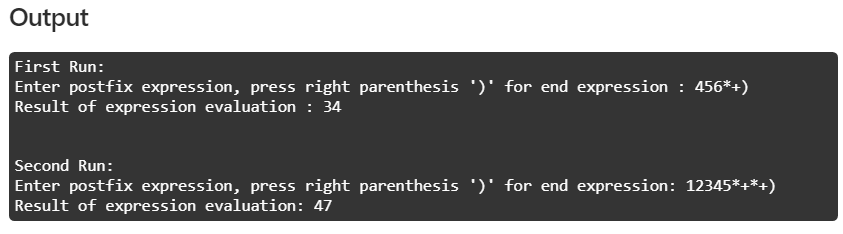 Output
First Run:
Enter postfix expression, press right parenthesis ')' for end expression : 456*+)
Result of expression evaluation : 34
Second Run:
Enter postfix expression, press right parenthesis ')' for end expression: 12345*+*+)
Result of expression evaluation: 47